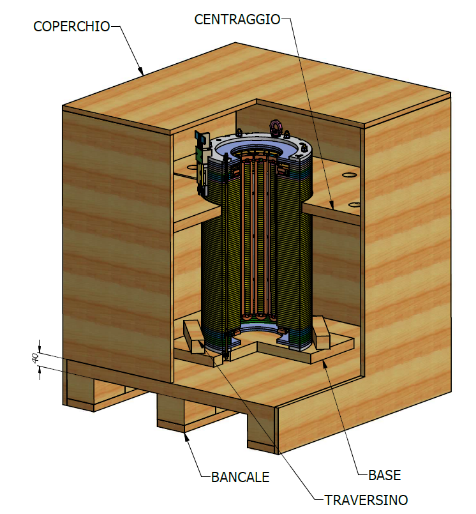 CENTRAGGIO
COPERCHIO
40
BASE
BANCALE
TRAVERSINO